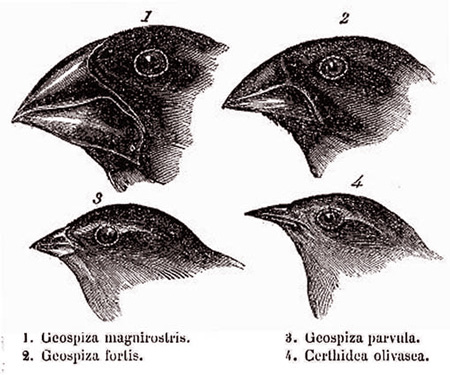 1
2
3
4
1. Geospiza magnirostris.
2. Geospiza fortis.
3. Geospiza parvula.
4. Certhidea olivasea.